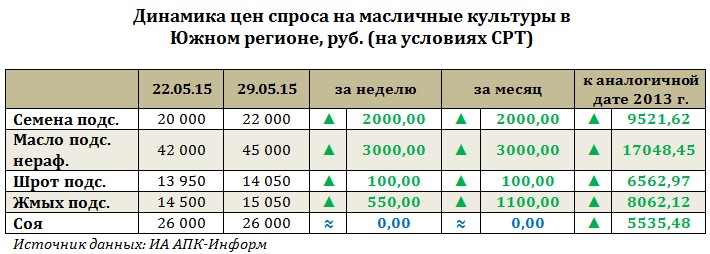 Динамика цен спроса на масличные культуры в
Южном регионе, руб. (на условиях СРТ)
22.05.15 29.05.15 за неделю за месяц к аналогичной
дате 2013 г.
Семена подс. 20 000 22 000 ▲ 2000,00 ▲ 2000,00 ▲ 9521,62
Масло подс.
нераф. 42 000 45 000 ▲ 3000,00 ▲ 3000,00 ▲ 17048,45
Шрот подс. 13 950 14 050 ▲ 100,00 ▲ 100,00 ▲ 6562,97
Жмых подс. 14 500 15 050 ▲ 550,00 ▲ 1100,00 ▲ 8062,12
Соя 26 000 26 000 ≈ 0,00 ≈ 0,00 ▲ 5535,48
Источник данных: ИА АПК-Информ